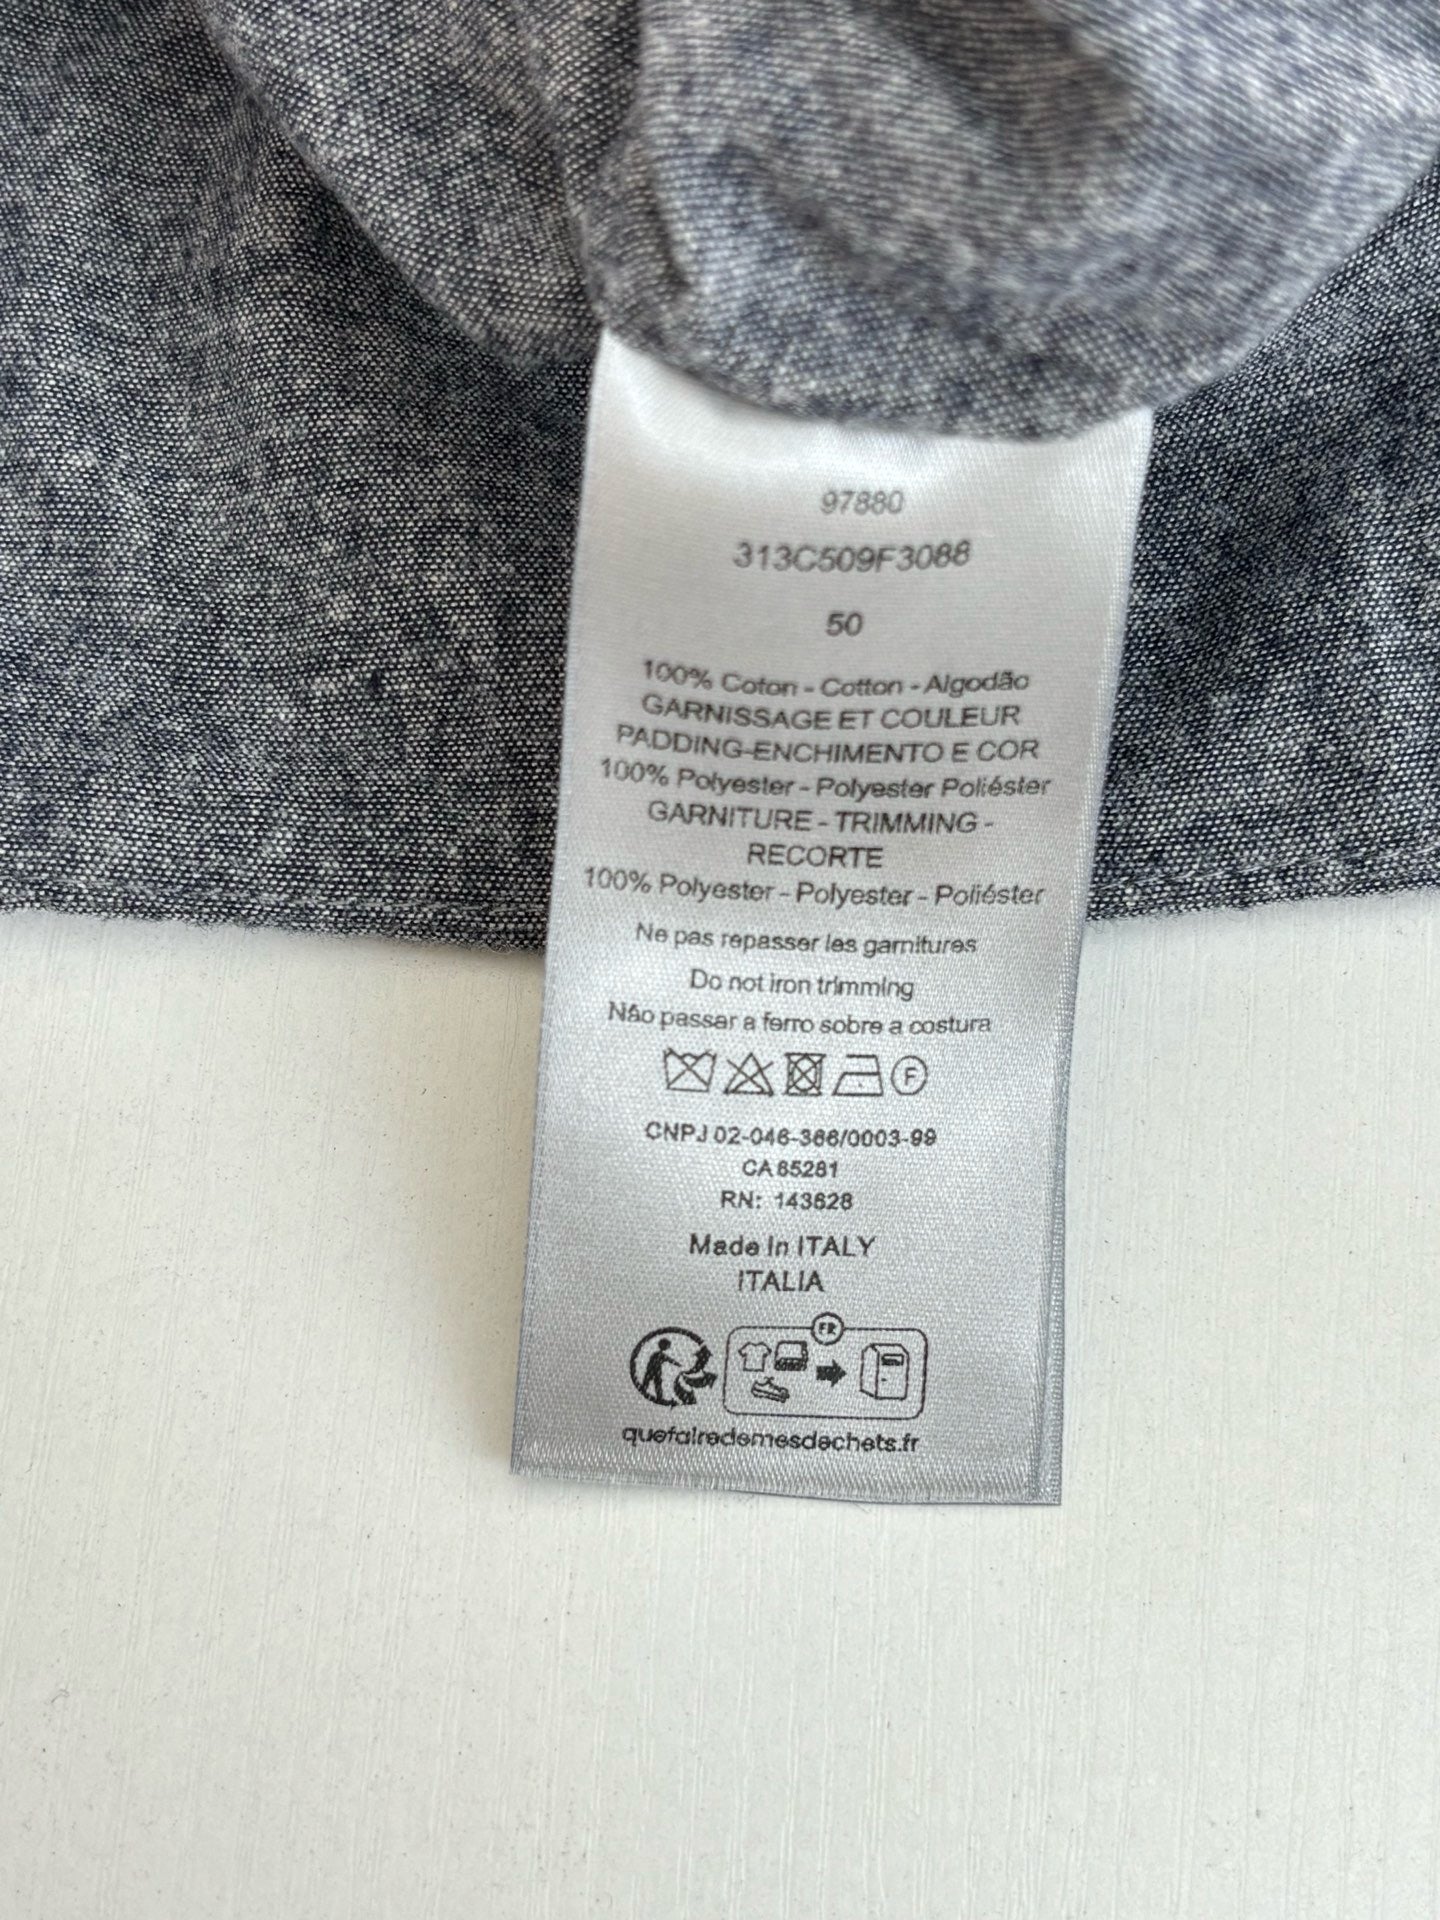 97880
313C509F3088
50
100% Coton - Cotton - Algodão
GARNISSAGE ET COULEUR
PADDING-ENCHIMENTO E COR
100% Polyester - Polyester Poliéster
GARNITURE - TRIMMING -
RECORTE
100% Polyester - Polyester - Poliéster
Ne pas repasser les garnitures
Do not iron trimming
Não passar a ferro sobre a costura
F
CNPJ 02-046-366/0003-99
CA 65281
RN: 143628
Made In ITALY
ITALIA
FR
quefairedemesdechets.fr